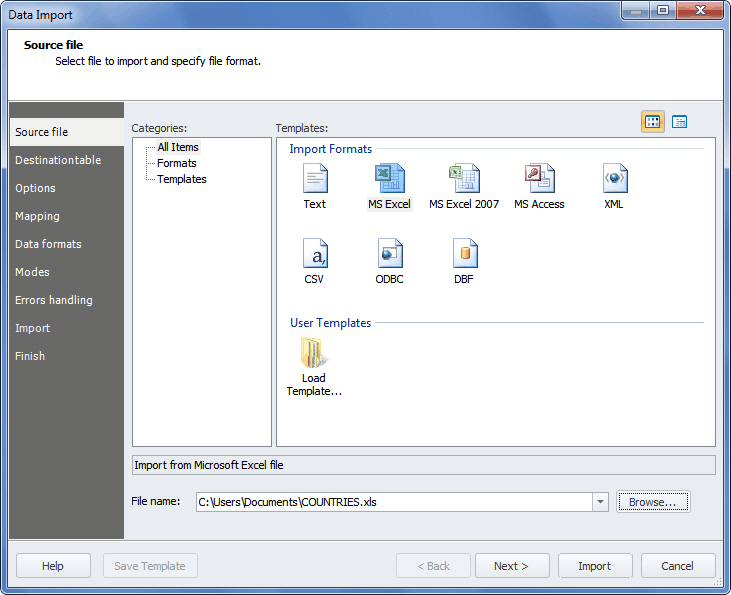 Data Import
Source file
Select file to import and specify file format.
Source file
Destinationtable
Options
Mapping
Data formats
Modes
Errors handling
Import
Finish
Categories:
All Items
Formats
Templates
Templates:
Import Formats
Text
MS Excel
MS Excel 2007
MS Access
XML
CSV
ODBC
DBF
User Templates
Load
Template...
Import from Microsoft Excel file
File name:
C:\Users\Documents\COUNTRIES.xls
Browse...
Help
Save Template
< Back
Next >
Import
Cancel